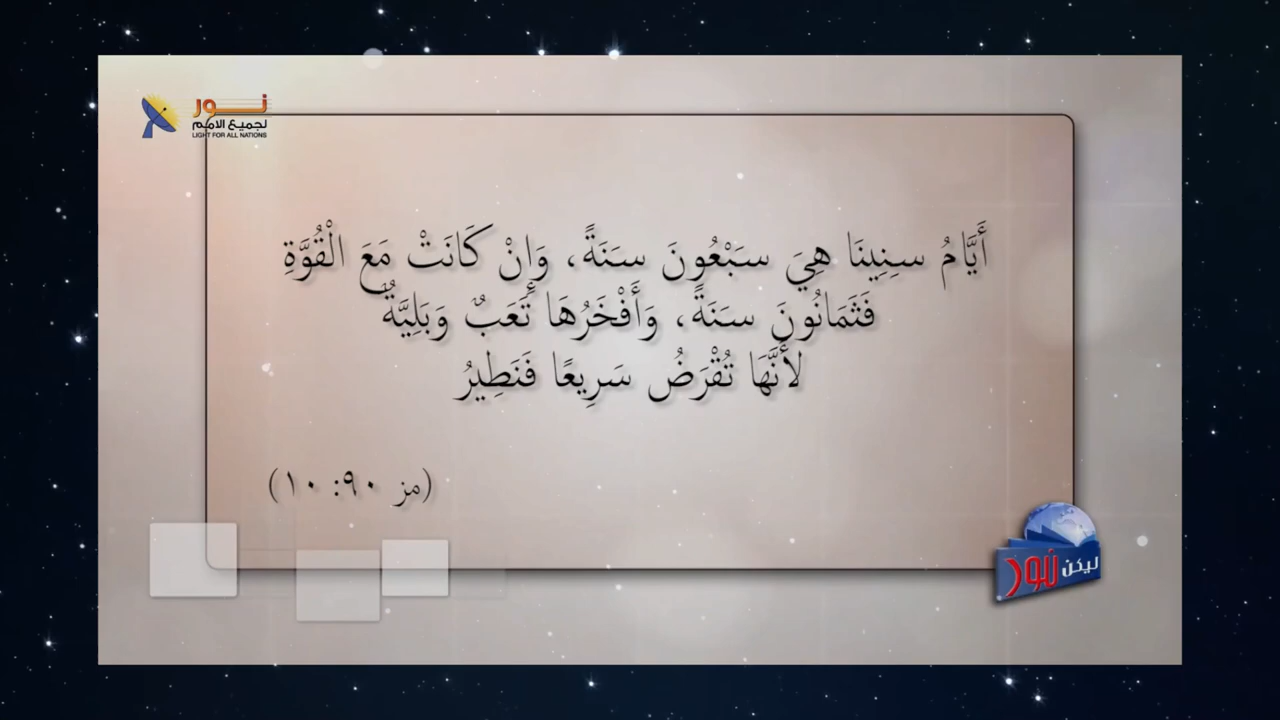 نور
لجميع الامم
LIGHT FOR ALL NATIONS
أَيَّامُ سِنِينَا هِيَ سَبْعُونَ سَنَةً، وَإِنْ كَانَتْ مَعَ الْقُوَّةِ
فَثَمَانُونَ سَنَةً، وَأَفْخَرُهَا تَعَبٌ وَبَلِيَّةٌ
لأَنَّهَا تُقْرَضُ سَرِيعًا فَنَطِيرُ
(مز ٩٠: ١٠)
ليكن نور